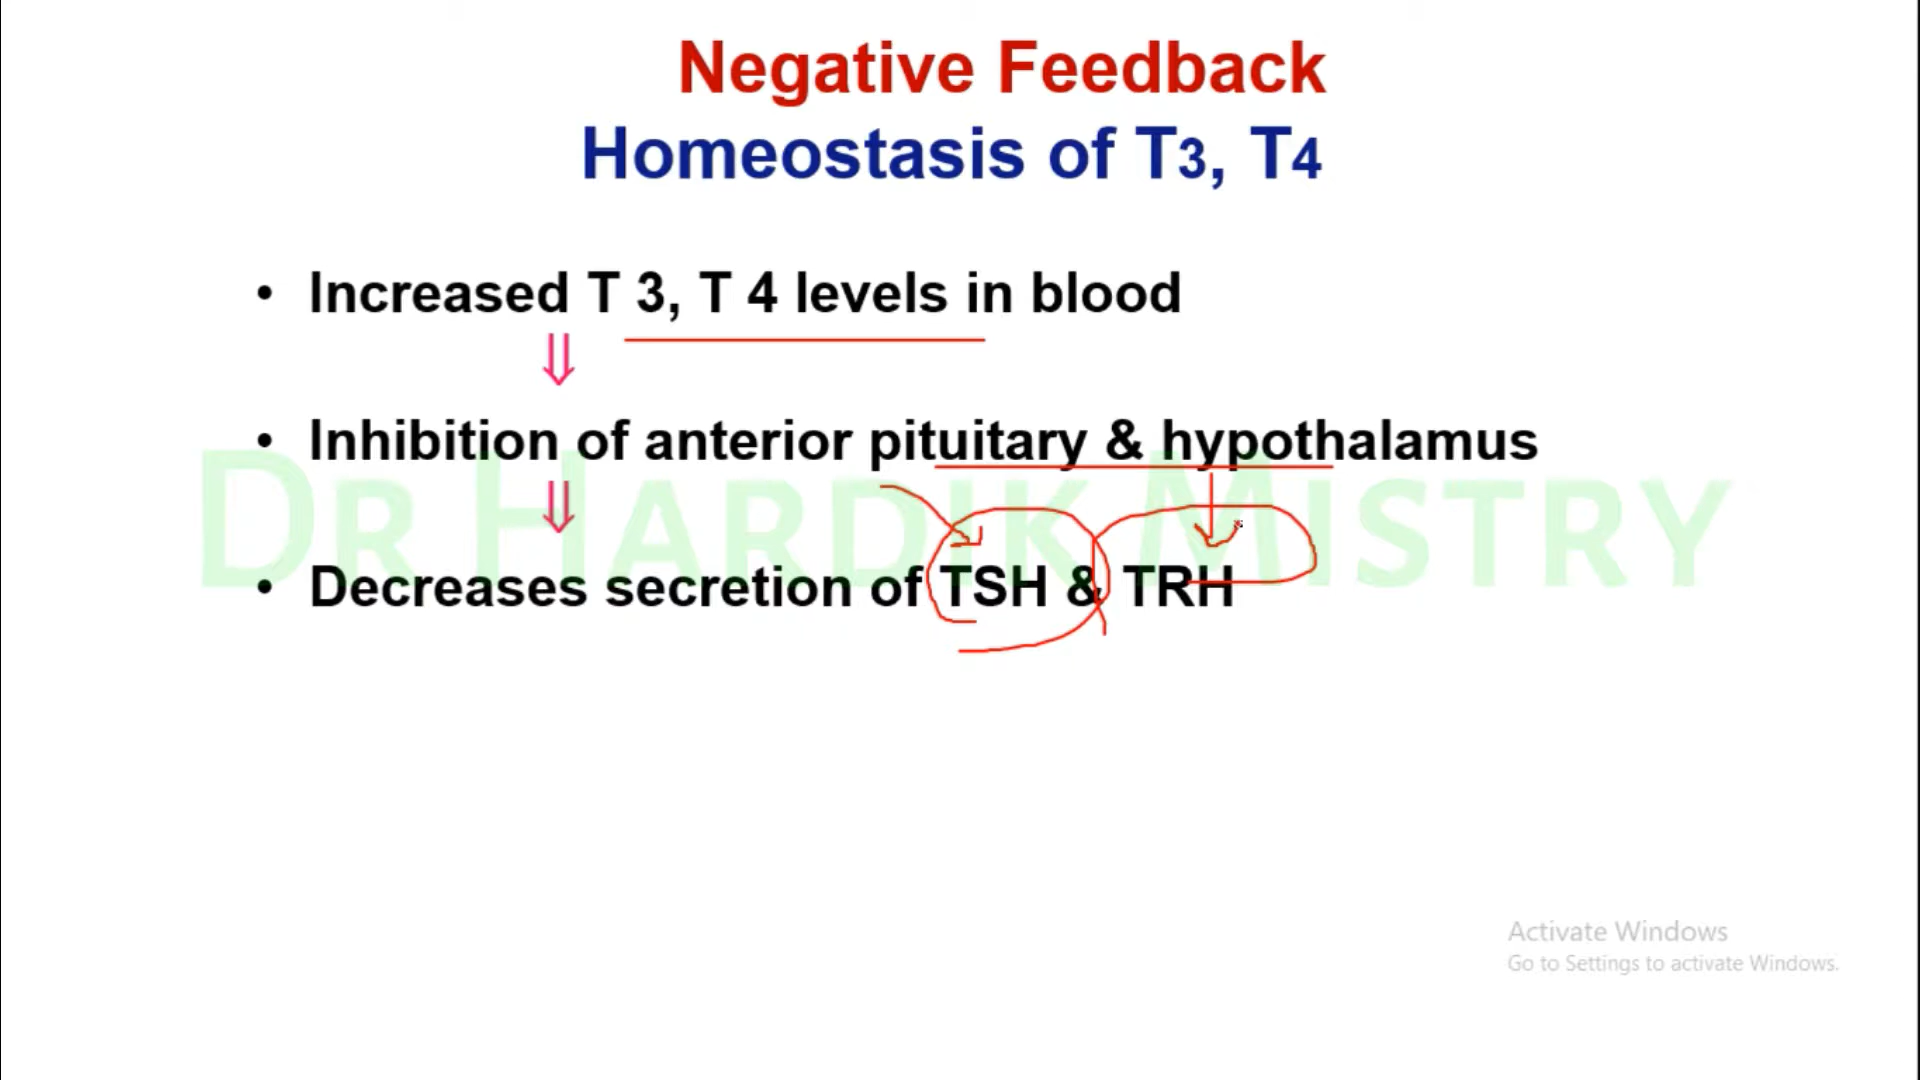 Negative Feedback
Homeostasis of T3, T4
• Increased T 3, T 4 levels in blood
⇓
• Inhibition of anterior pituitary & hypothalamus
⇓
DR HARDIK MISTRY
• Decreases secretion of TSH & TRH
Activate Windows
Go to Settings to activate Windows.